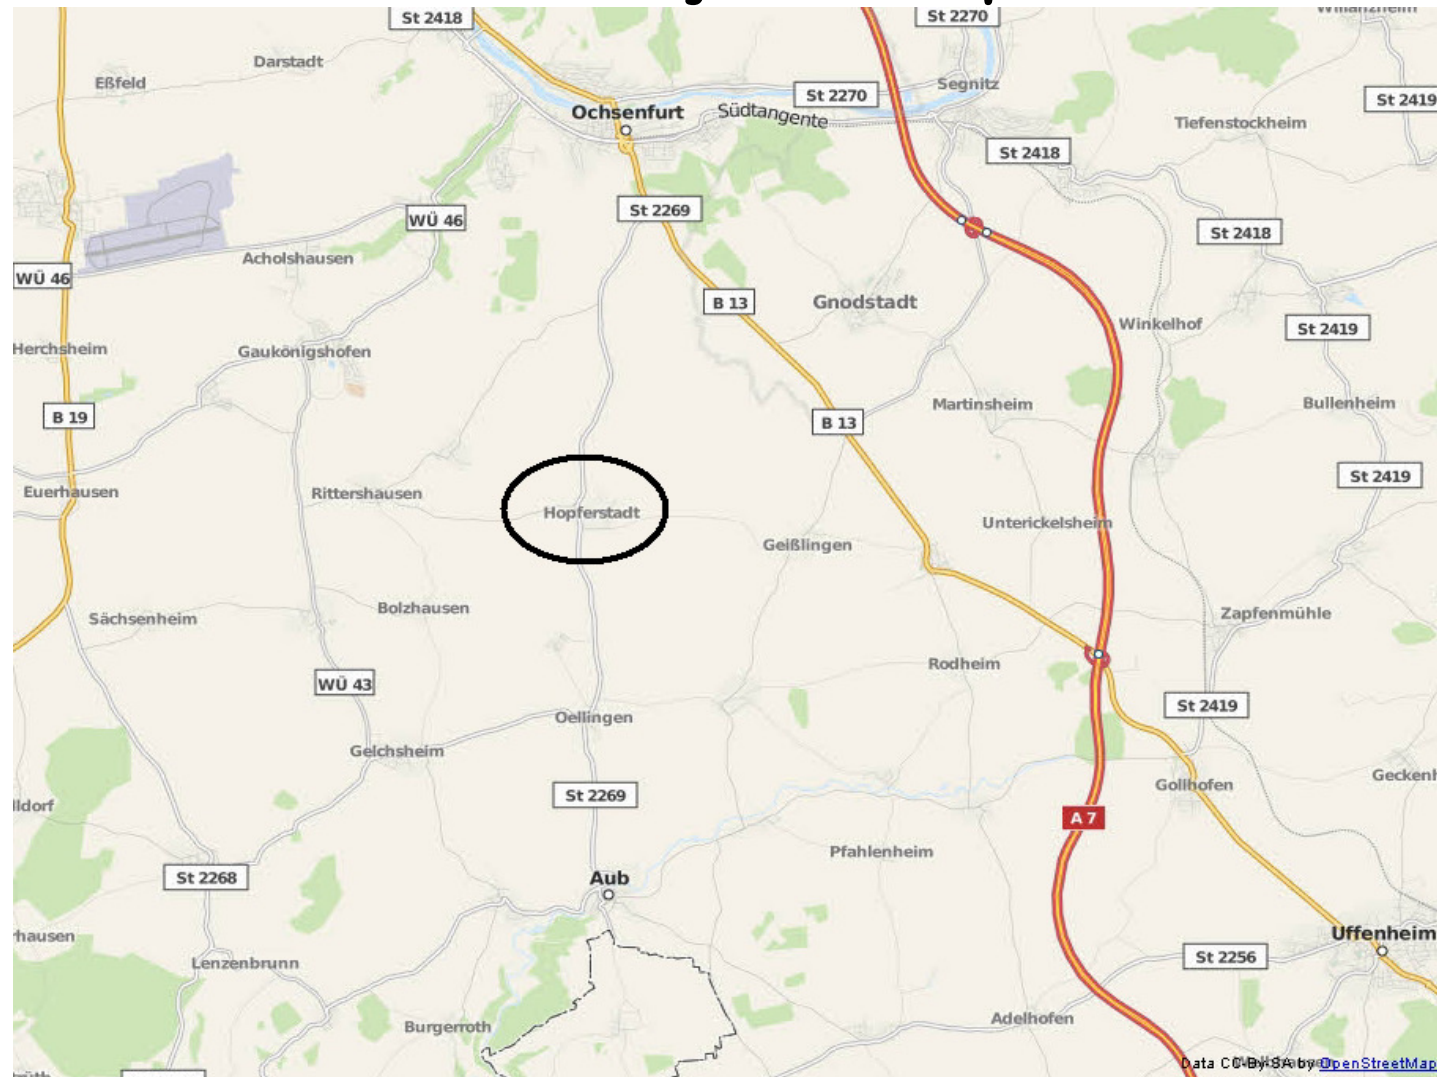 St 2418
St 2270
Darstadt
Eßfeld
Segnitz
St 2270
St 2419
Ochsenfurt
Südtangente
Tiefenstockheim
St 2418
St 2269
WÜ 46
St 2418
Acholshausen
WÜ 46
B 13
Gnodstadt
Winkelhof
St 2419
Herchsheim
Gaukönigshofen
Martinsheim
Bullenheim
B 19
B 13
St 2419
Euerhausen
Rittershausen
Hopferstadt
Unterickelsheim
Geißlingen
Bolzhausen
Sächsenheim
Zapfenmühle
Rodheim
WÜ 43
St 2419
Oellingen
Gelchsheim
Geckenh
Gollhofen
St 2269
lldorf
A 7
Pfahlenheim
St 2268
Aub
Uffenheim
rhausen
St 2256
Lenzenbrunn
Adelhofen
Burgerroth
Data CC-By-SA by OpenStreetMap